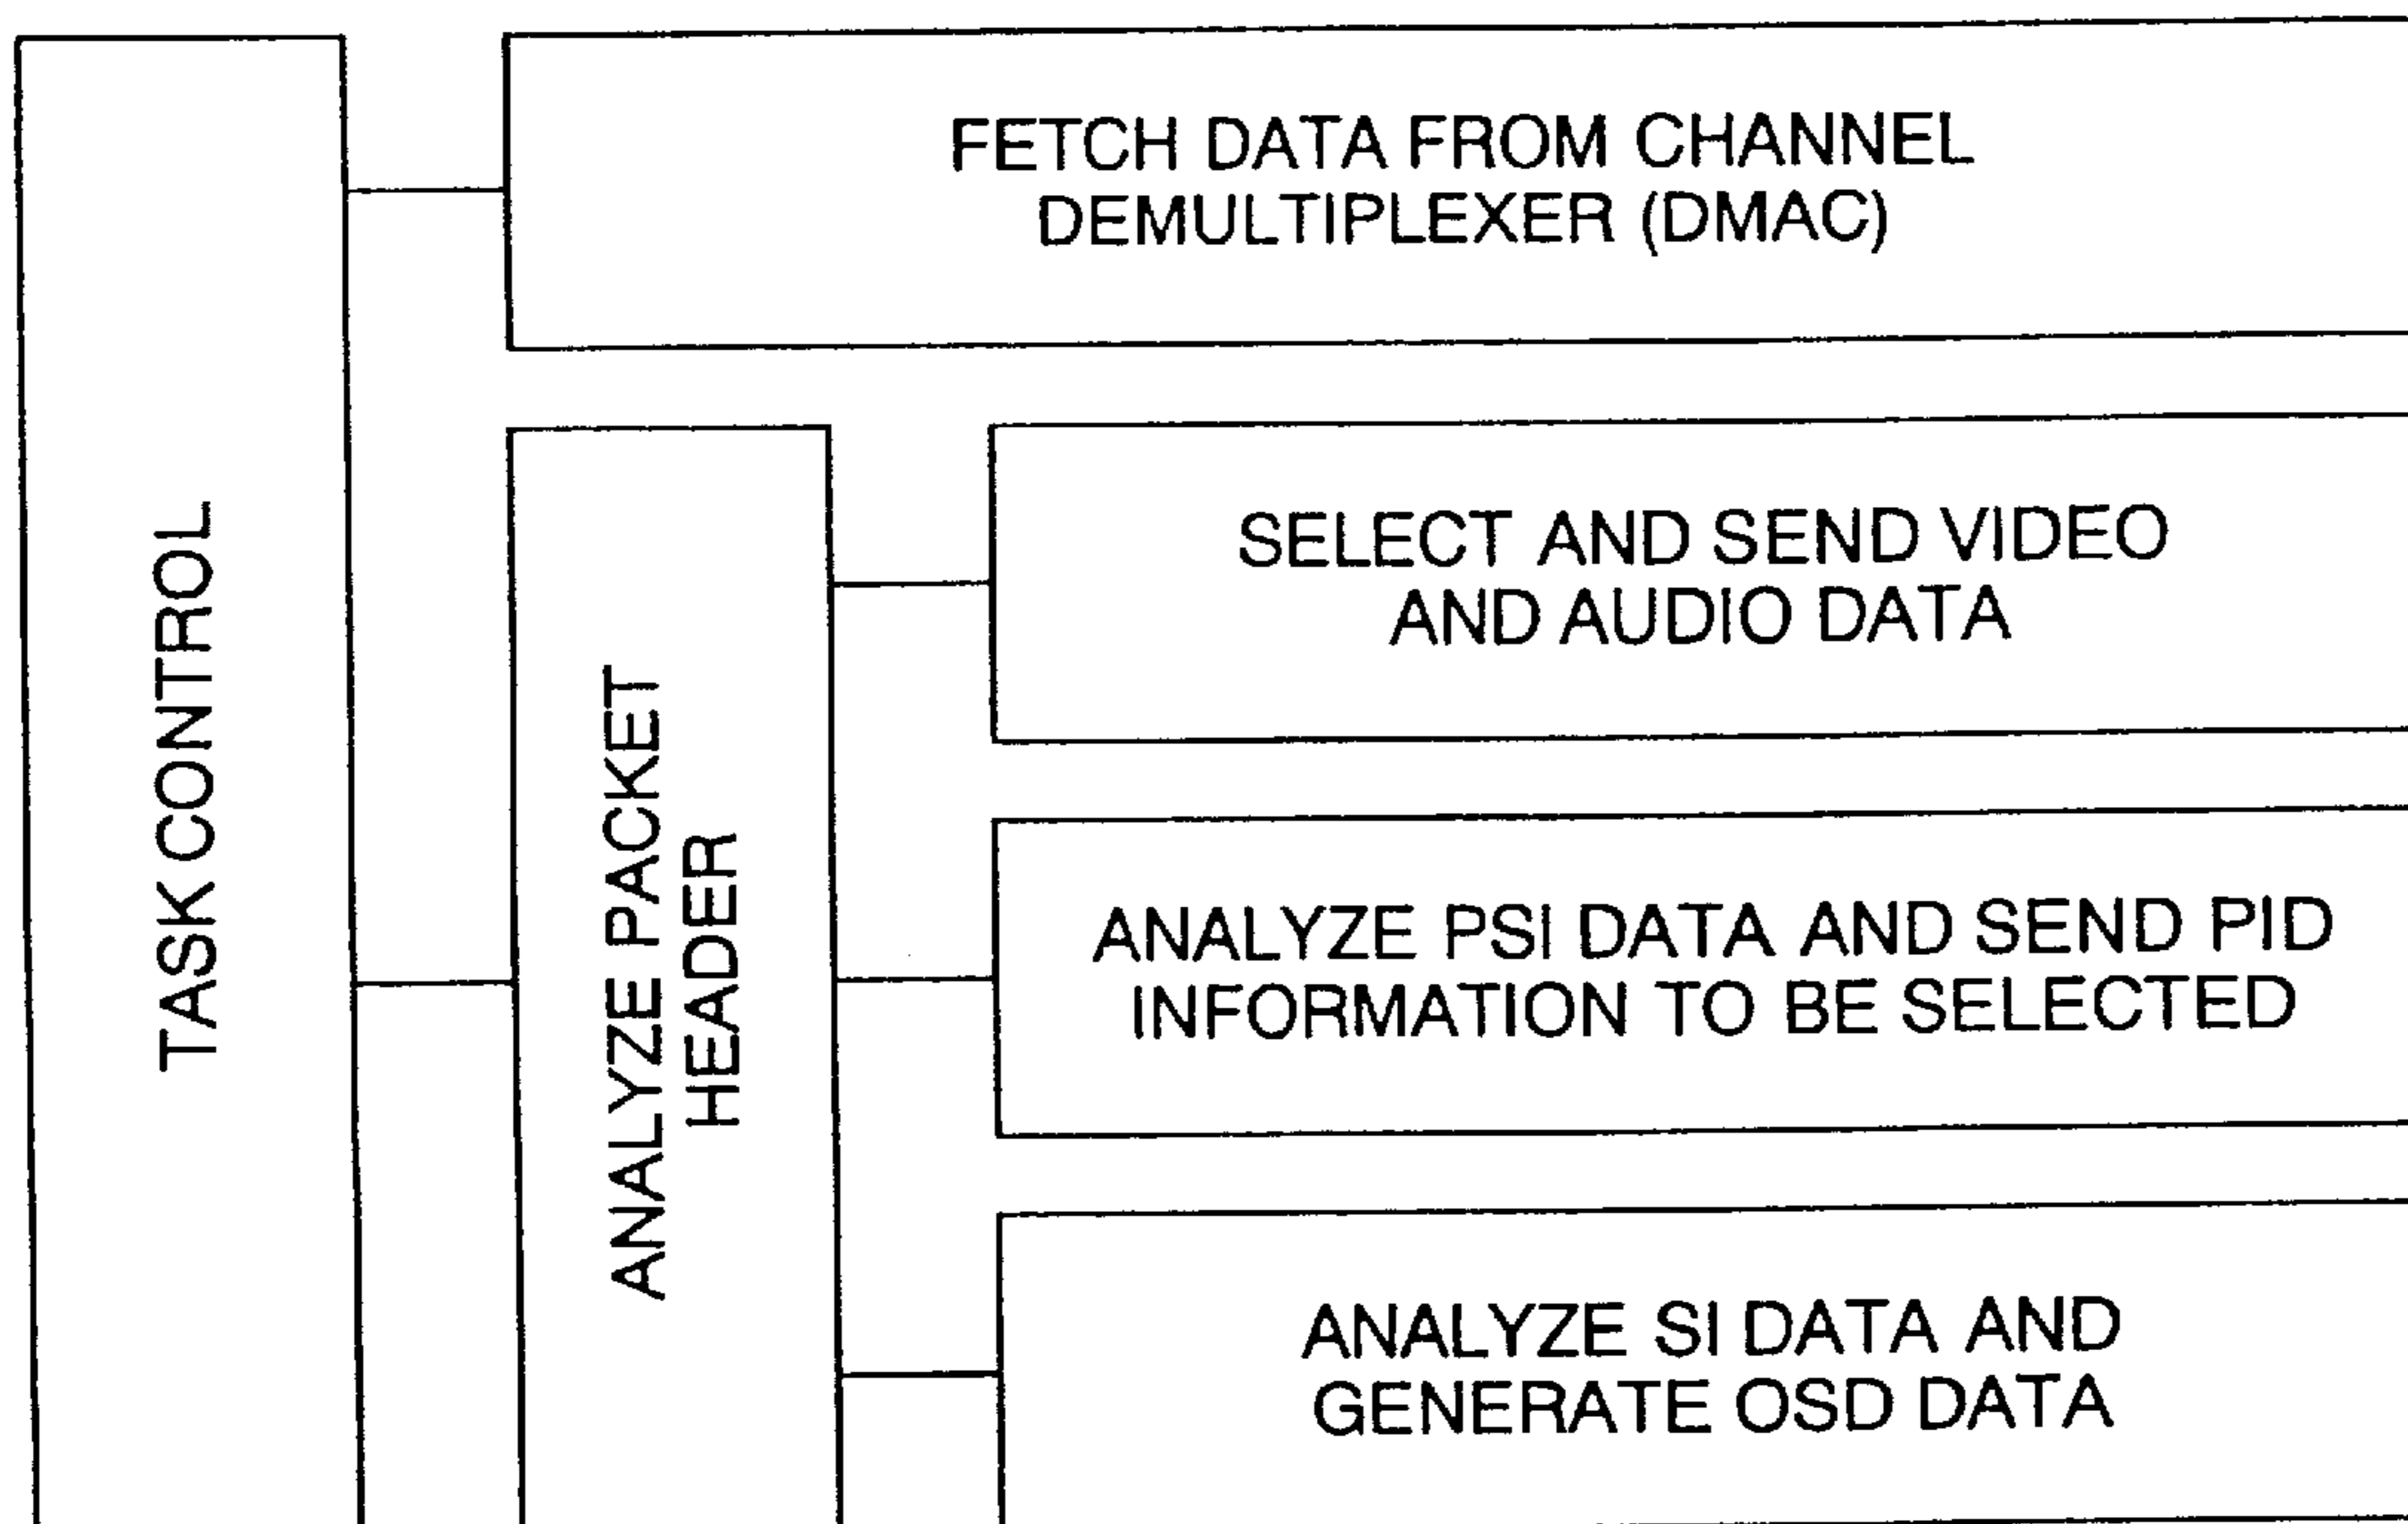 TASK CONTROL
FETCH DATA FROM CHANNEL
DEMULTIPLEXER (DMAC)
ANALYZE PACKET
HEADER
SELECT AND SEND VIDEO
AND AUDIO DATA
ANALYZE PSI DATA AND SEND PID
INFORMATION TO BE SELECTED
ANALYZE SI DATA AND
GENERATE OSD DATA